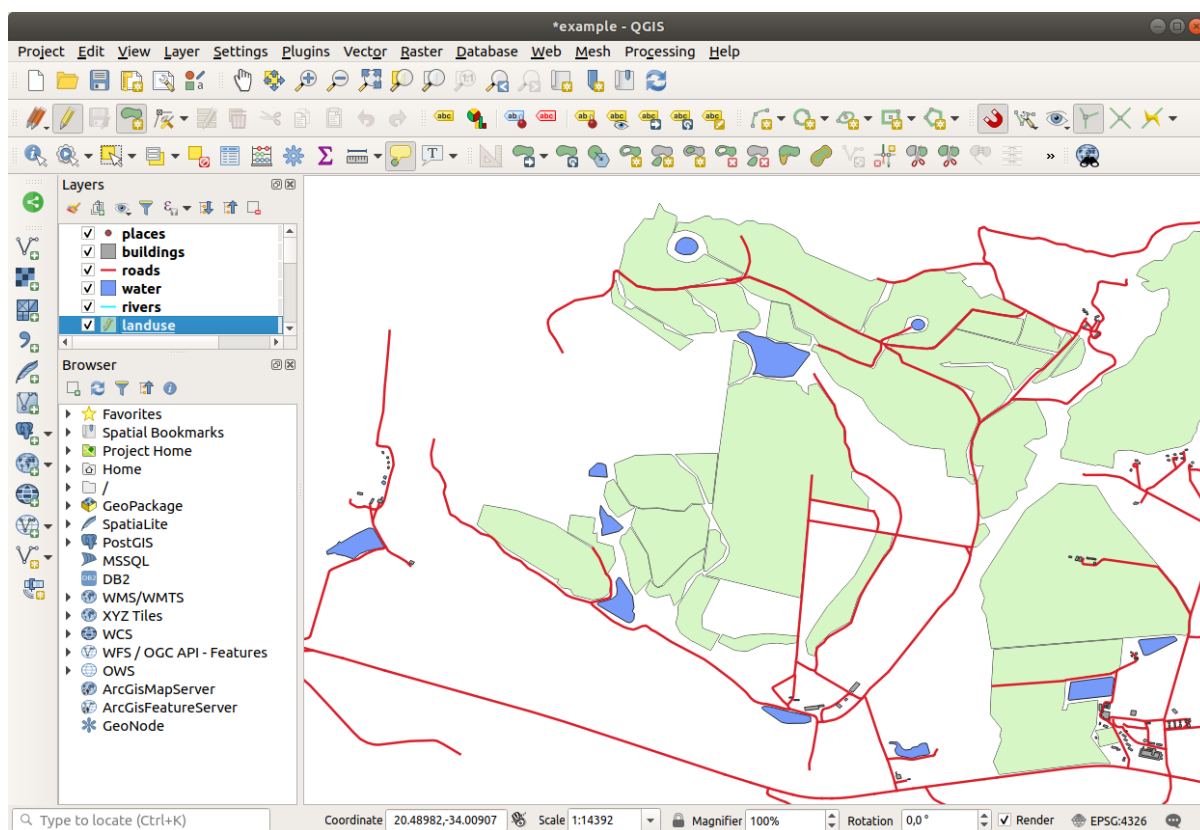 *example - QGIS
Project Edit View Layer Settings Plugins Vector Raster Database Web Mesh Processing Help
Layers
places
buildings
roads
water
rivers
landuse
Browser
Favorites
Spatial Bookmarks
Project Home
Home
/
GeoPackage
SpatiaLite
PostGIS
MSSQL
DB2
WMS/WMTS
XYZ Tiles
WCS
WFS / OGC API - Features
OWS
ArcGisMapServer
ArcGisFeatureServer
GeoNode
Type to locate (Ctrl+K) Coordinate 20.48982,-34.00907 Scale 1:14392 Magnifier 100% Rotation 0,0 ° Render EPSG:4326